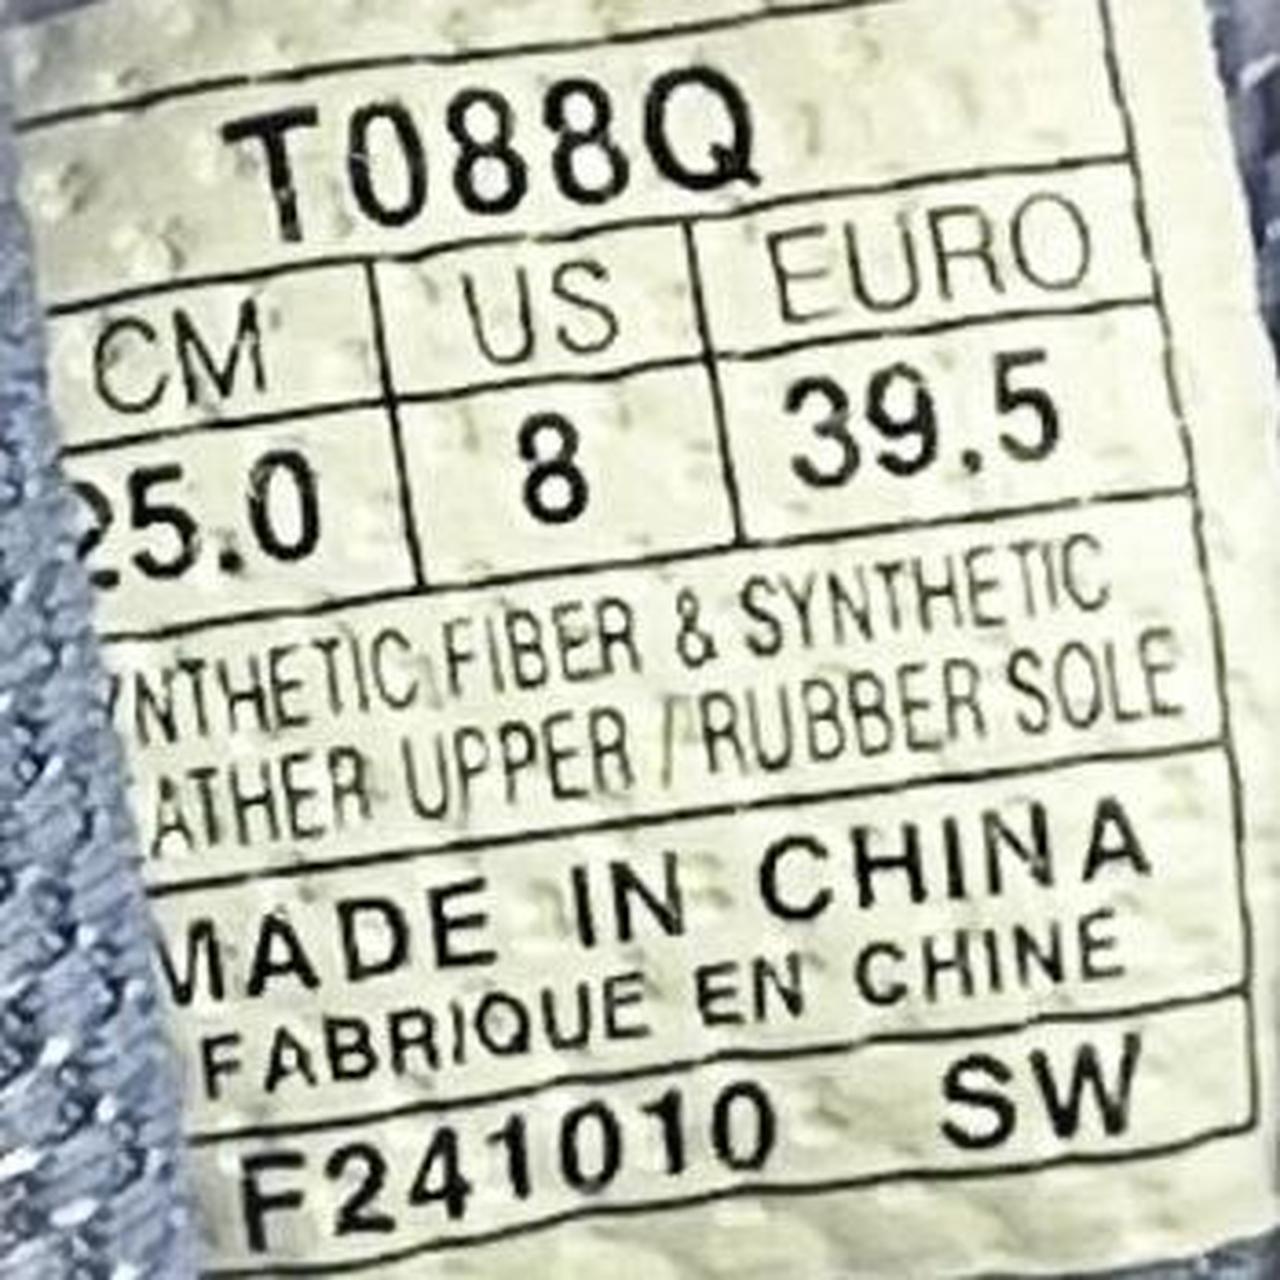 T088Q
CM US EURO
25.0 8 39.5
YNTHETIC FIBER & SYNTHETIC
ATHER UPPER / RUBBER SOLE
MADE IN CHINA
FABRIQUE EN CHINE
F241010 SW